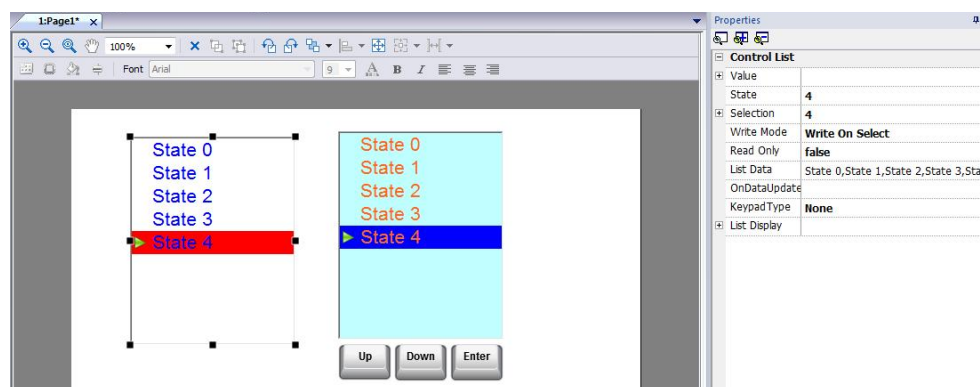 1:Page1* x
Properties
100%
Font Arial 9 A B I
Control List
Value
State 4
Selection 4
Write Mode Write On Select
Read Only false
List Data State 0,State 1,State 2,State 3,Sta
OnDataUpdate
KeypadType None
List Display
State 0
State 1
State 2
State 3
State 4
State 0
State 1
State 2
State 3
State 4
Up Down Enter